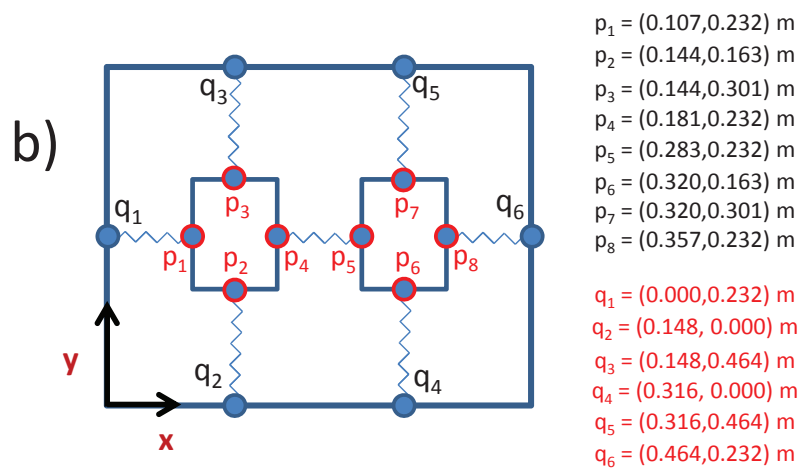 b)
q₃
q₅
q₁
q₆
p₃
p₇
p₁
p₂
p₄
p₅
p₆
p₈
q₂
q₄
y
x
p₁ = (0.107,0.232) m
p₂ = (0.144,0.163) m
p₃ = (0.144,0.301) m
p₄ = (0.181,0.232) m
p₅ = (0.283,0.232) m
p₆ = (0.320,0.163) m
p₇ = (0.320,0.301) m
p₈ = (0.357,0.232) m
q₁ = (0.000,0.232) m
q₂ = (0.148, 0.000) m
q₃ = (0.148,0.464) m
q₄ = (0.316, 0.000) m
q₅ = (0.316,0.464) m
q₆ = (0.464,0.232) m